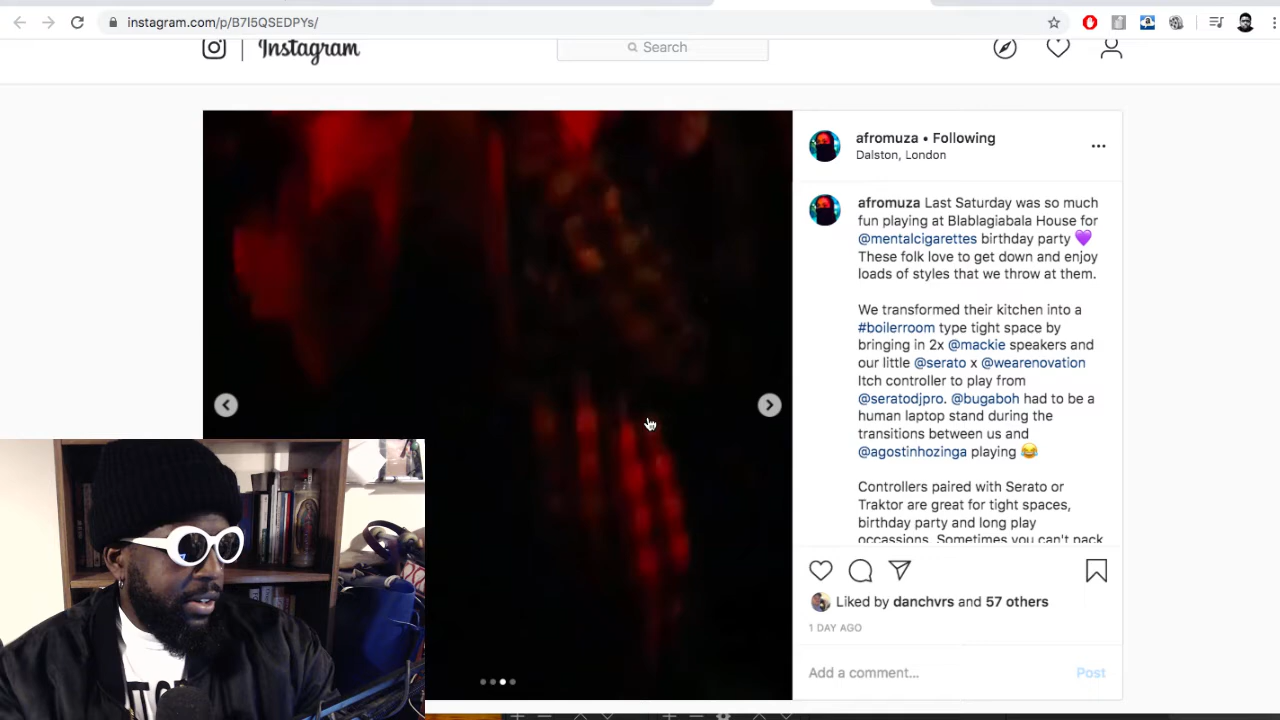 instagram.com/p/B7I5QSEDPYs/
Instagram
Search
afromuza • Following
Dalston, London
afromuza Last Saturday was so much
fun playing at Blablagiabala House for
@mentalcigarettes birthday party 💜
These folk love to get down and enjoy
loads of styles that we throw at them.
We transformed their kitchen into a
#boilerroom type tight space by
bringing in 2x @mackie speakers and
our little @serato x @wearenovation
Itch controller to play from
@seratodjpro. @bugaboh had to be a
human laptop stand during the
transitions between us and
@agostinhozinga playing 😂
Controllers paired with Serato or
Traktor are great for tight spaces,
birthday party and long play
occassions. Sometimes you can't pack
Liked by danchvrs and 57 others
1 DAY AGO
Add a comment... Post